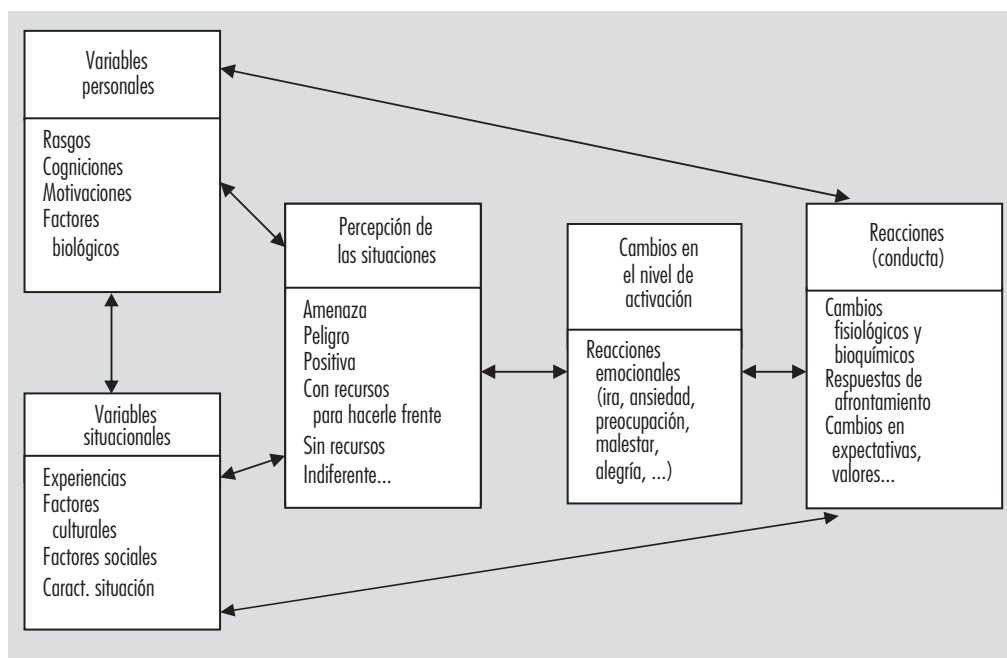 Variables
personales
Rasgos
Cogniciones
Motivaciones
Factores
biológicos
Variables
situacionales
Experiencias
Factores
culturales
Factores sociales
Caract. situación
Percepción de
las situaciones
Amenaza
Peligro
Positiva
Con recursos
para hacerle frente
Sin recursos
Indiferente...
Cambios en
el nivel de
activación
Reacciones
emocionales
(ira, ansiedad,
preocupación,
malestar,
alegría, ...)
Reacciones
(conducta)
Cambios
fisiológicos y
bioquímicos
Respuestas de
afrontamiento
Cambios en
expectativas,
valores...